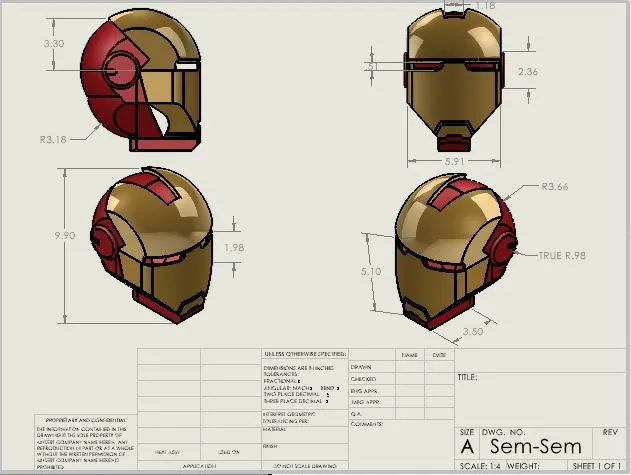 1.18
3.30
2.36
R3.18
5.91
R3.66
9.90
1.98
TRUE R.98
5.10
3.50
UNLESS OTHERWISE SPECIFIED:
NAME
DATE
DIMENSIONS ARE IN INCHES
TOLERANCES:
FRACTIONAL
ANGULAR: MACH BEND
TWO PLACE DECIMAL
THREE PLACE DECIMAL
DRAWN
CHECKED
ENG APPR.
MFG APPR.
INTERPRET GEOMETRIC
TOLERANCING PER:
Q.A.
COMMENTS:
MATERIAL
FINISH
TITLE:
PROPRIETARY AND CONFIDENTIAL
THE INFORMATION CONTAINED IN THIS
DRAWING IS THE SOLE PROPERTY OF
<INSERT COMPANY NAME HERE>. ANY
REPRODUCTION IN PART OR AS A WHOLE
WITHOUT THE WRITTEN PERMISSION OF
<INSERT COMPANY NAME HERE> IS
PROHIBITED.
NEXT ASSY
USED ON
APPLICATION
DO NOT SCALE DRAWING
SIZE DWG. NO. REV
A Sem-Sem
SCALE: 1:4 WEIGHT: SHEET 1 OF 1